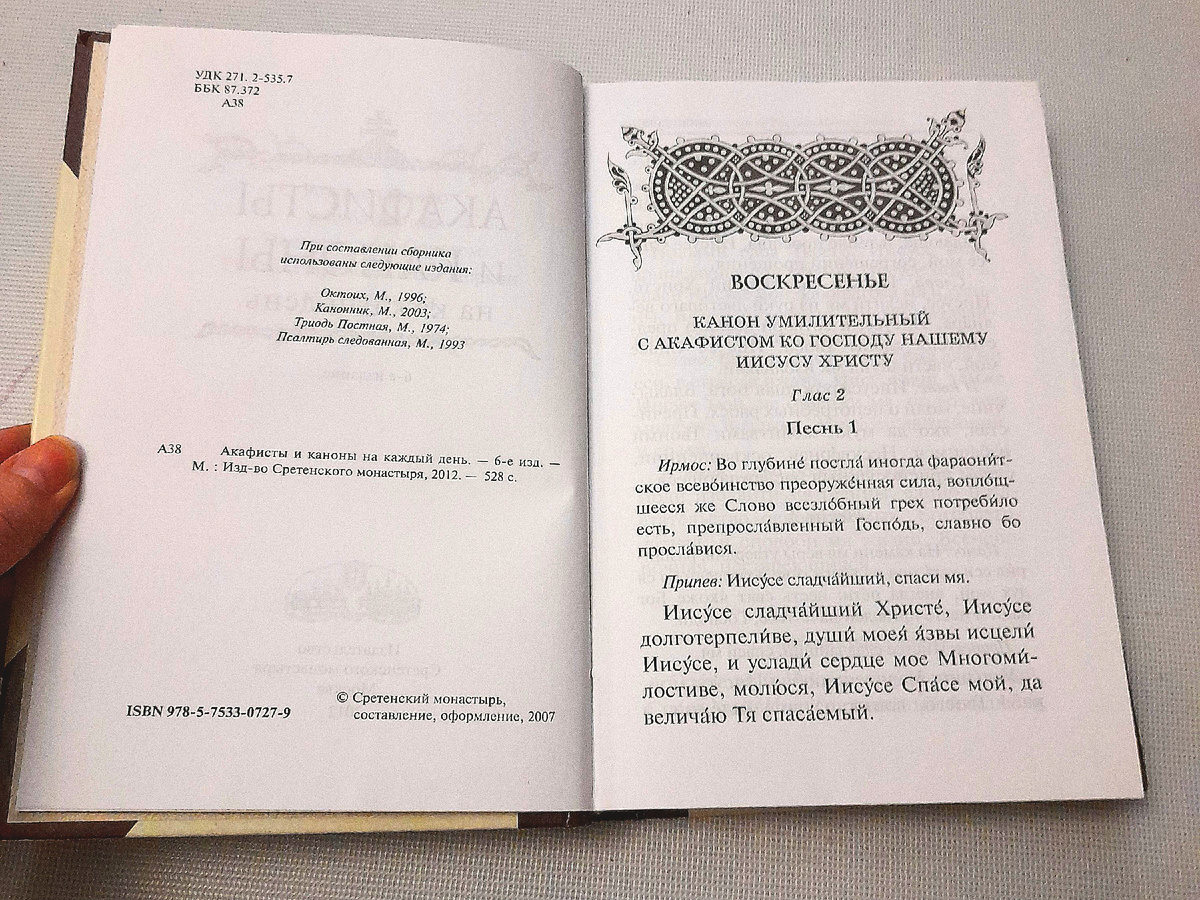 УДК 271. 2-535.7
ББК 87.372
А38
При составлении сборника
использованы следующие издания:
Октоих, М., 1996;
Канонник, М., 2003;
Триодь Постная, М., 1974;
Псалтирь следованная, М., 1993
А38 Акафисты и каноны на каждый день. — 6-е изд. —
М. : Изд-во Сретенского монастыря, 2012. — 528 с.
© Сретенский монастырь,
ISBN 978-5-7533-0727-9 составление, оформление, 2007
ВОСКРЕСЕНЬЕ
КАНОН УМИЛИТЕЛЬНЫЙ
С АКАФИСТОМ КО ГОСПОДУ НАШЕМУ
ИИСУСУ ХРИСТУ
Глас 2
Песнь 1
Ирмос: Во глубине́ постла́ иногда фараони́т-
ское всево́инство преоруже́нная сила, вопло́щ-
шееся же Слово всезло́бный грех потреби́ло
есть, препросла́вленный Госпо́дь, славно бо
просла́вися.
Припев: Иису́се сладча́йший, спаси мя.
Иису́се сладча́йший Христе́, Иису́се
долготерпели́ве, души́ моея́ я́звы исцели́
Иису́се, и услади́ сердце мое Многоми́-
лостиве, молю́ся, Иису́се Спа́се мой, да
велича́ю Тя спаса́емый.